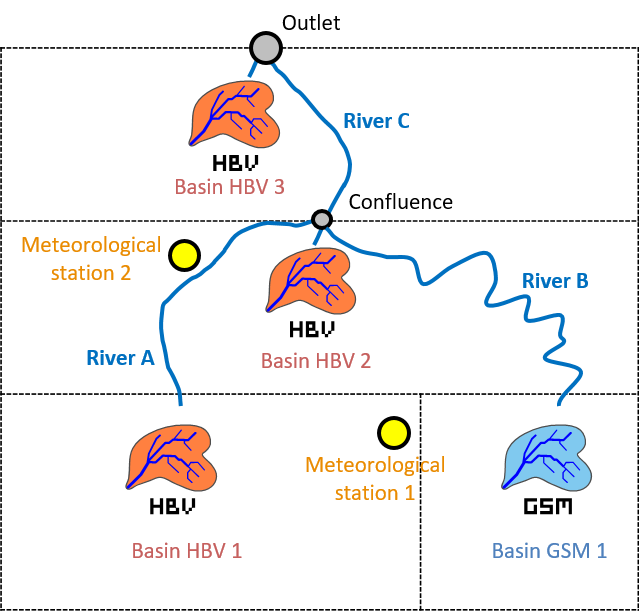 Outlet
River C
HBV
Basin HBV 3
Confluence
Meteorological
station 2
River B
HBV
River A
Basin HBV 2
Meteorological
station 1
HBV
GSM
Basin HBV 1
Basin GSM 1